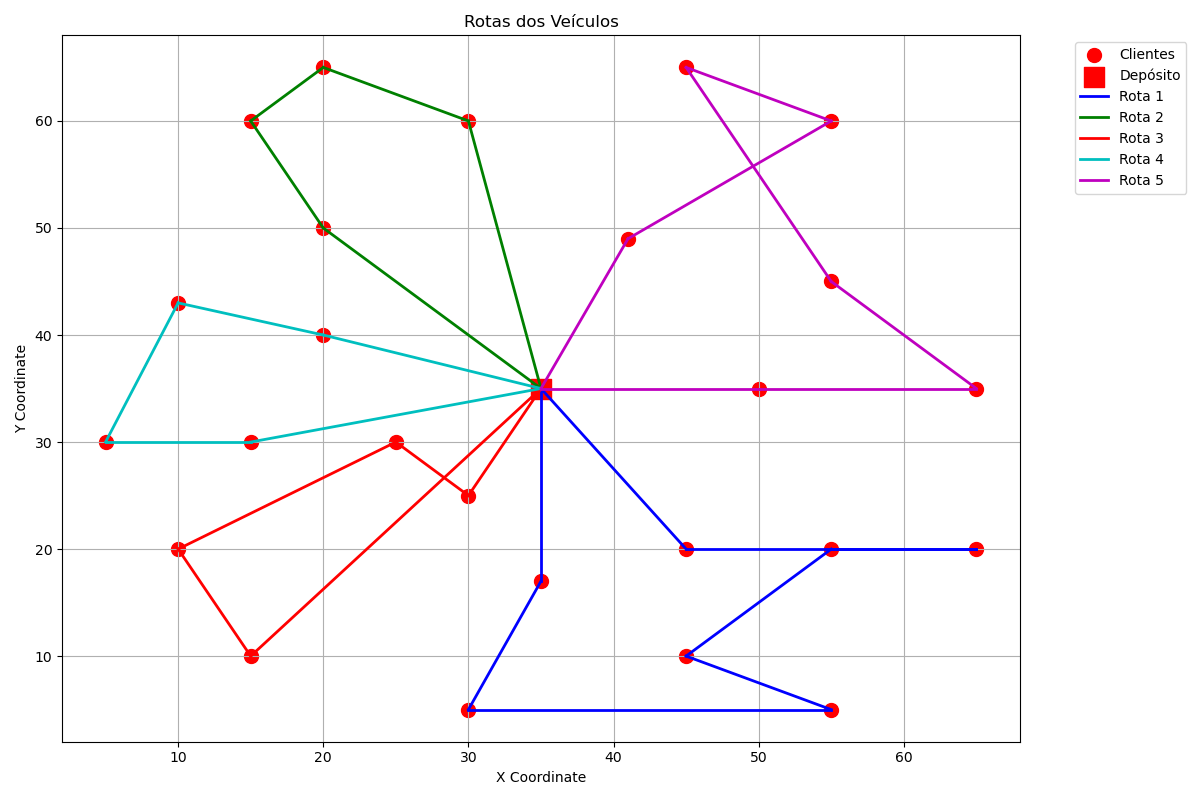 Rotas dos Veículos
Clientes
Depósito
Rota 1
Rota 2
Rota 3
Rota 4
Rota 5
Y Coordinate
60
50
40
30
20
10
10 20 30 40 50 60
X Coordinate